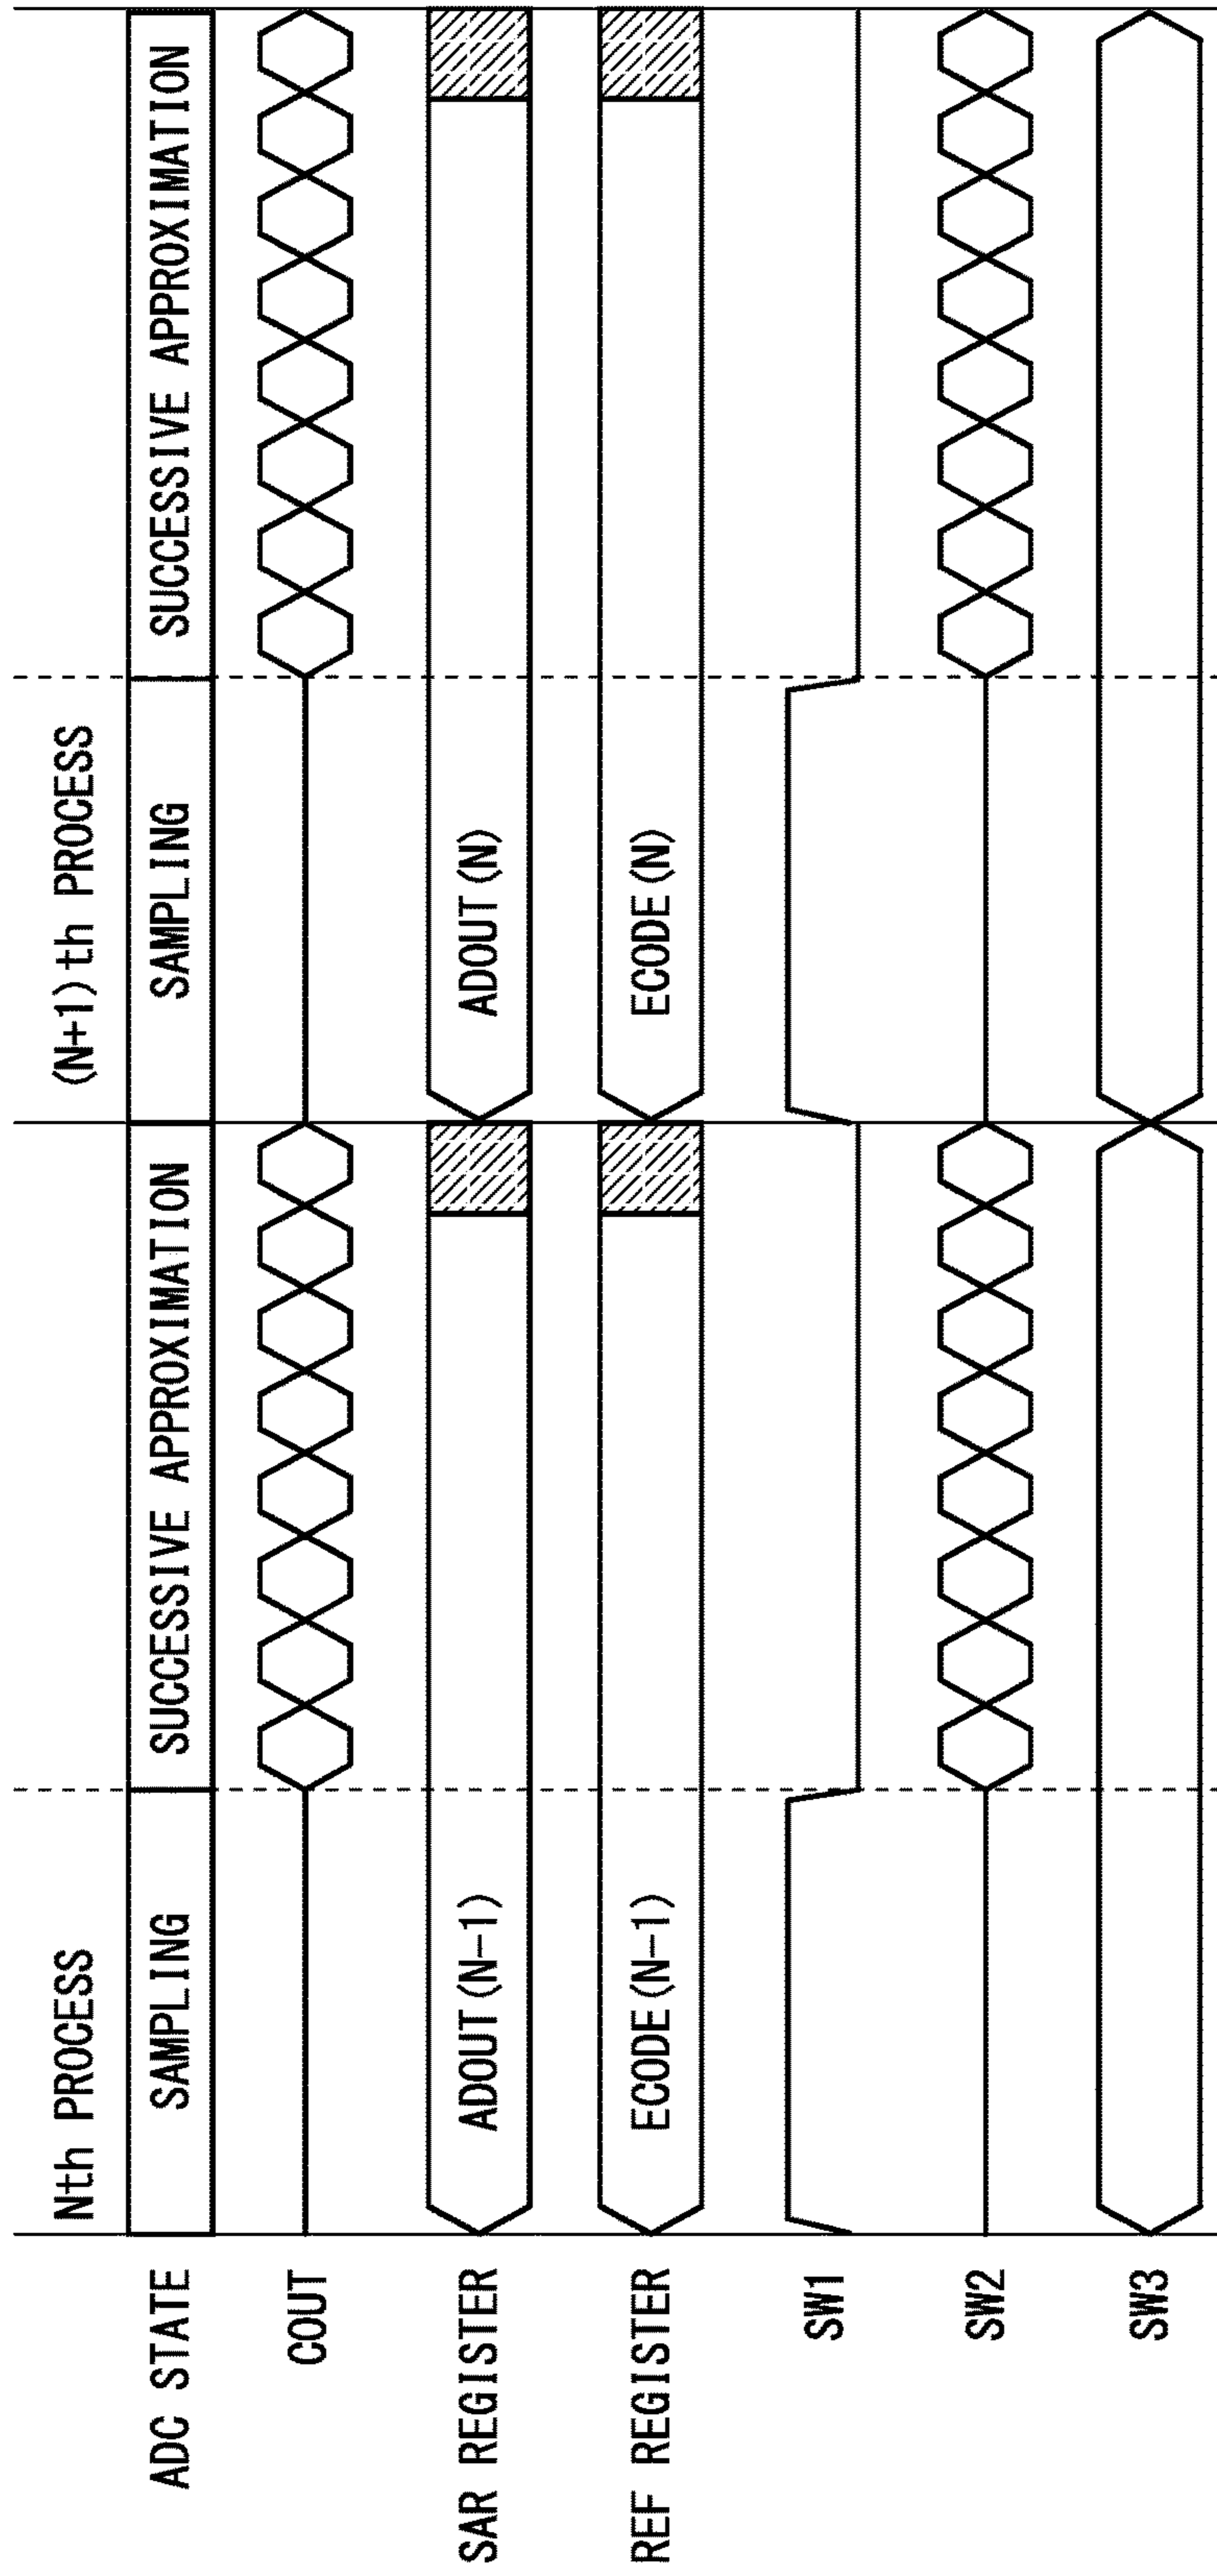 Nth PROCESS
(N+1)th PROCESS
ADC STATE
SAMPLING
SUCCESSIVE APPROXIMATION
SAMPLING
SUCCESSIVE APPROXIMATION
COUT
SAR REGISTER
ADOUT(N-1)
ADOUT(N)
REF REGISTER
ECODE(N-1)
ECODE(N)
SW1
SW2
SW3